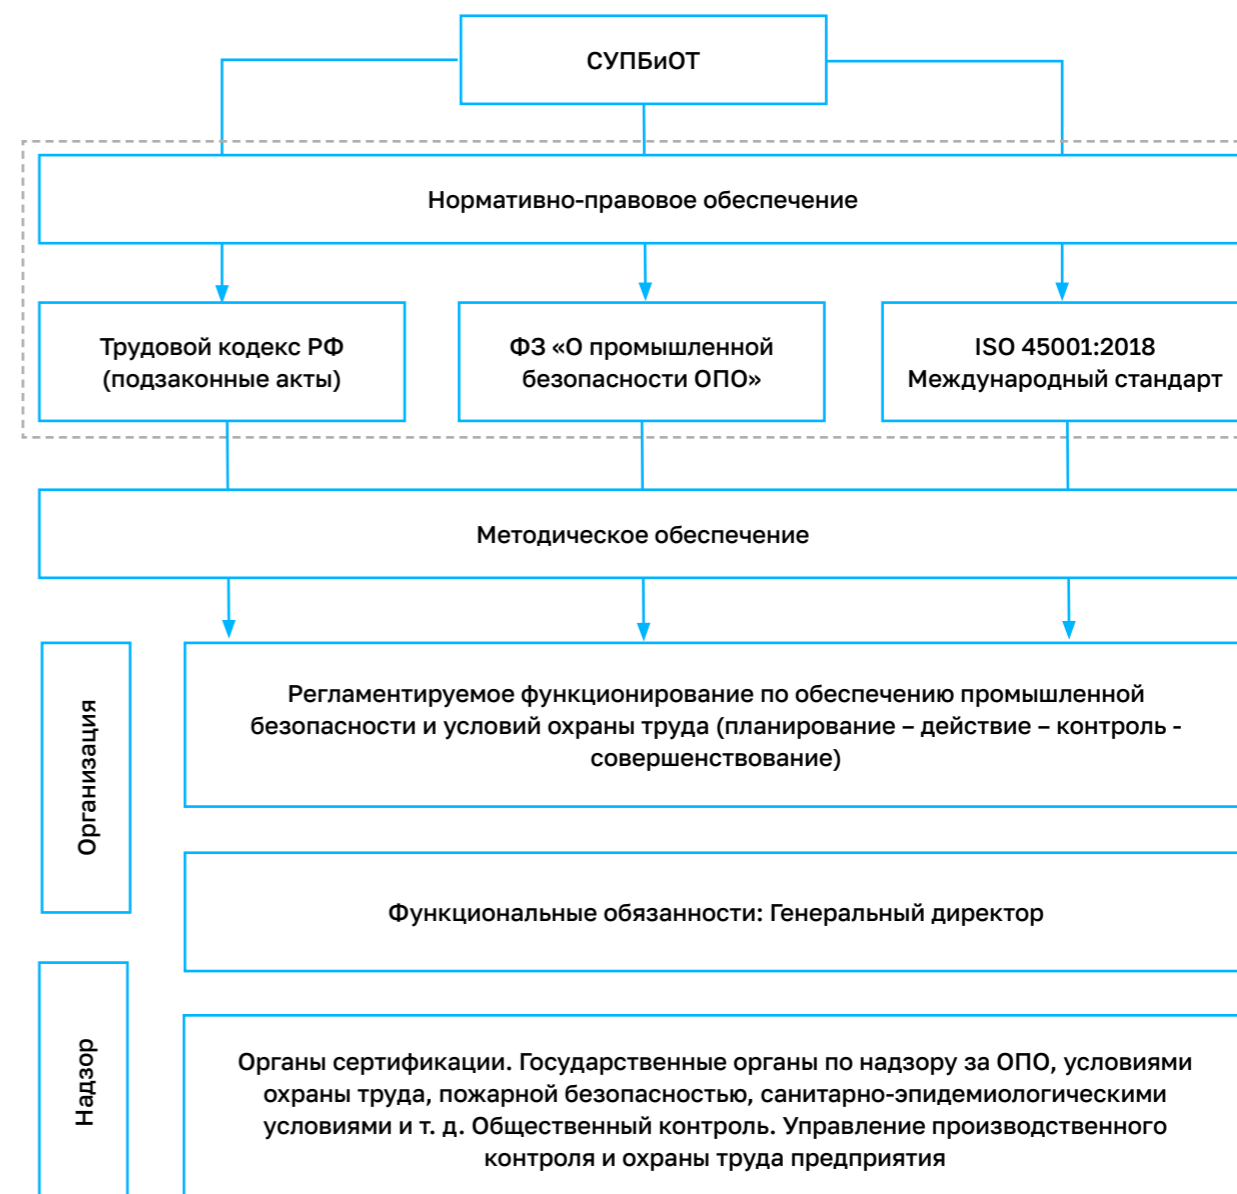 СУПБиОТ
Нормативно-правовое обеспечение
Трудовой кодекс РФ
(подзаконные акты)
ФЗ «О промышленной
безопасности ОПО»
ISO 45001:2018
Международный стандарт
Методическое обеспечение
Организация
Регламентируемое функционирование по обеспечению промышленной
безопасности и условий охраны труда (планирование – действие – контроль -
совершенствование)
Функциональные обязанности: Генеральный директор
Надзор
Органы сертификации. Государственные органы по надзору за ОПО, условиями
охраны труда, пожарной безопасностью, санитарно-эпидемиологическими
условиями и т. д. Общественный контроль. Управление производственного
контроля и охраны труда предприятия